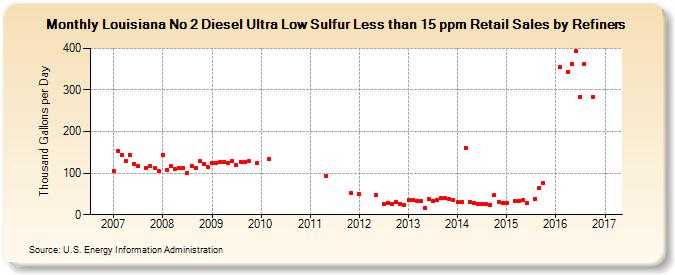 Monthly Louisiana No 2 Diesel Ultra Low Sulfur Less than 15 ppm Retail Sales by Refiners
Thousand Gallons per Day
400
300
200
100
0
2007 2008 2009 2010 2011 2012 2013 2014 2015 2016 2017
Source: U.S. Energy Information Administration